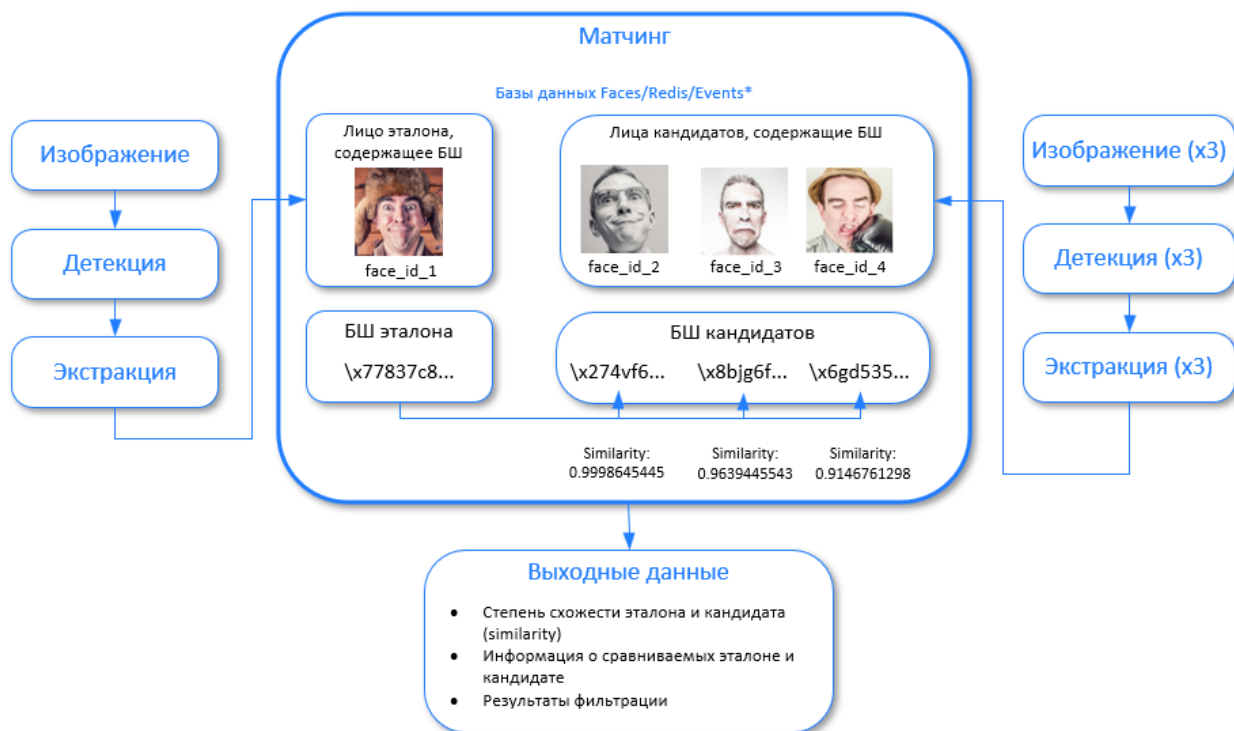 Матчинг
Базы данных Faces/Redis/Events*
Изображение
Детекция
Экстракция
Лицо эталона,
содержащее БШ
face_id_1
Лица кандидатов, содержащие БШ
face_id_2
face_id_3
face_id_4
Изображение (x3)
Детекция (x3)
Экстракция (x3)
БШ эталона
\x77837c8...
БШ кандидатов
\x274vf6...
\x8bjg6f...
\x6gd535...
Similarity:
0.9998645445
Similarity:
0.9639445543
Similarity:
0.9146761298
Выходные данные
• Степень схожести эталона и кандидата
(similarity)
• Информация о сравниваемых эталоне и
кандидате
• Результаты фильтрации